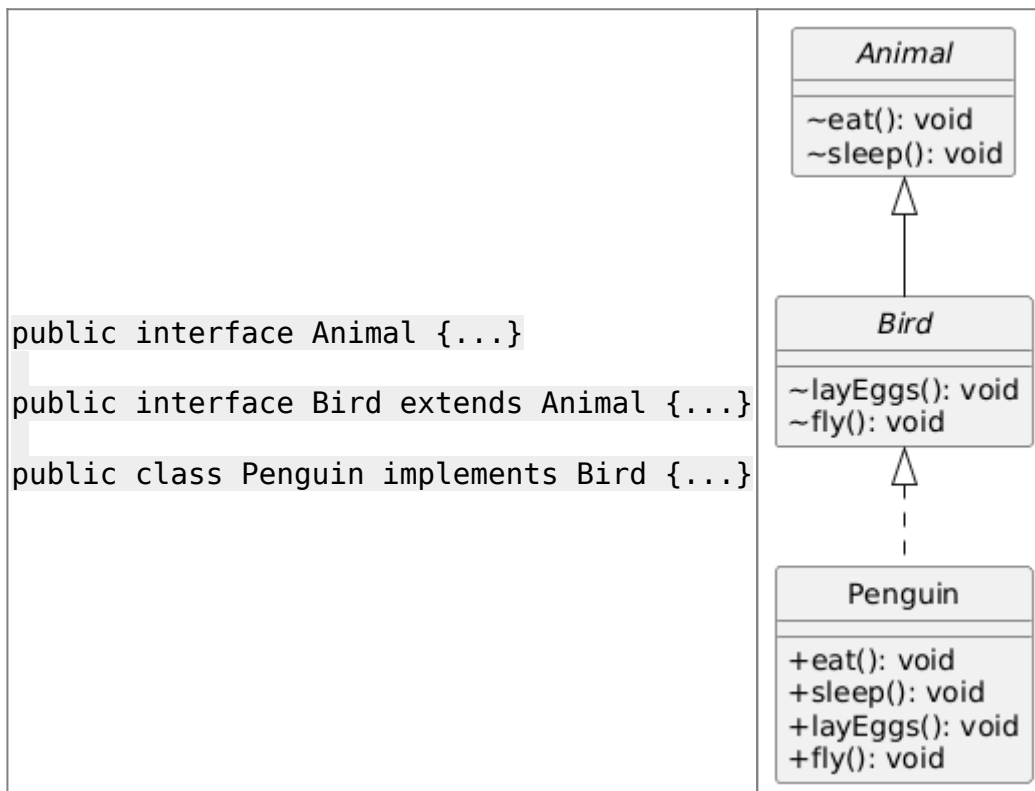 public interface Animal {...}
public interface Bird extends Animal {...}
public class Penguin implements Bird {...}
Animal
~eat(): void
~sleep(): void
Bird
~layEggs(): void
~fly(): void
Penguin
+eat(): void
+sleep(): void
+layEggs(): void
+fly(): void